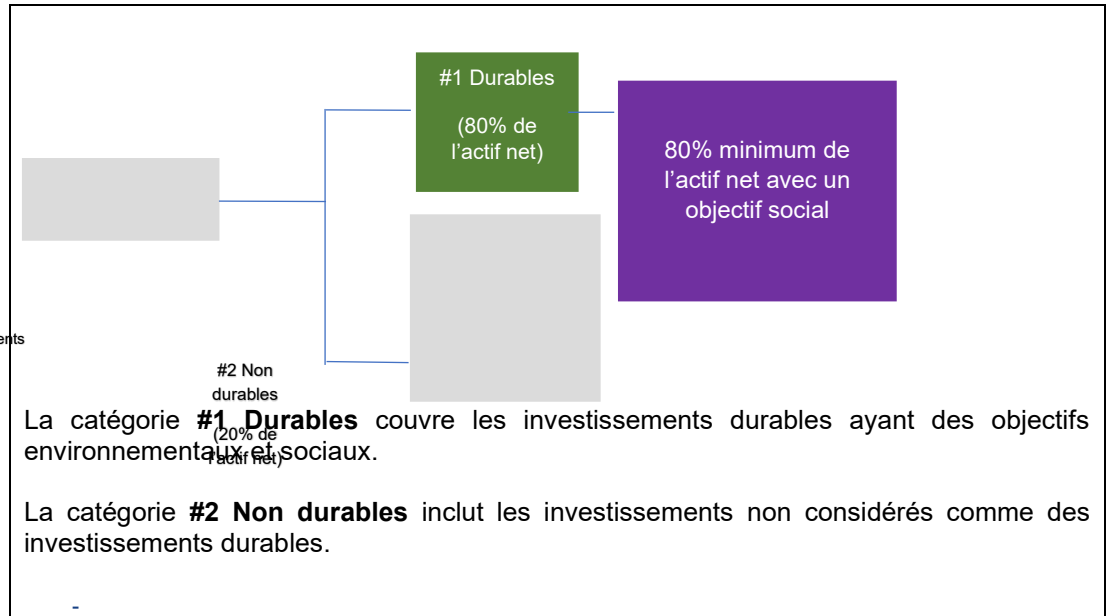 #1 Durables
(80% de
l’actif net)
80% minimum de
l’actif net avec un
objectif social
ents
#2 Non
durables
(20% de
l’actif net)
La catégorie #1 Durables couvre les investissements durables ayant des objectifs
environnementaux et sociaux.
La catégorie #2 Non durables inclut les investissements non considérés comme des
investissements durables.
-